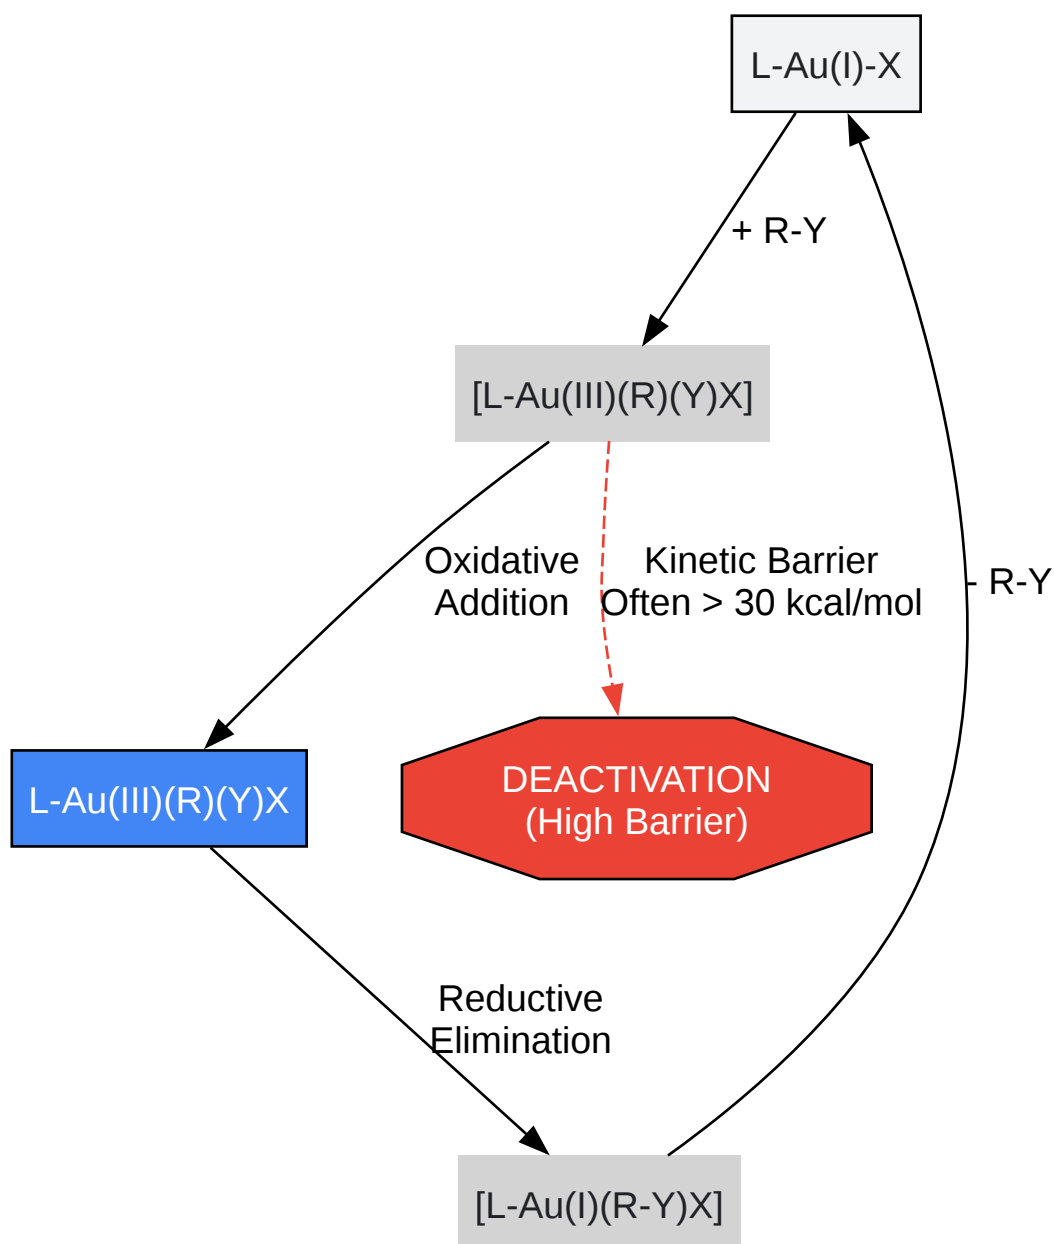 L-Au(I)-X
+ R-Y
[L-Au(III)(R)(Y)X]
Oxidative
Addition
Kinetic Barrier
Often > 30 kcal/mol
- R-Y
L-Au(III)(R)(Y)X
DEACTIVATION
(High Barrier)
Reductive
Elimination
[L-Au(I)(R-Y)X]